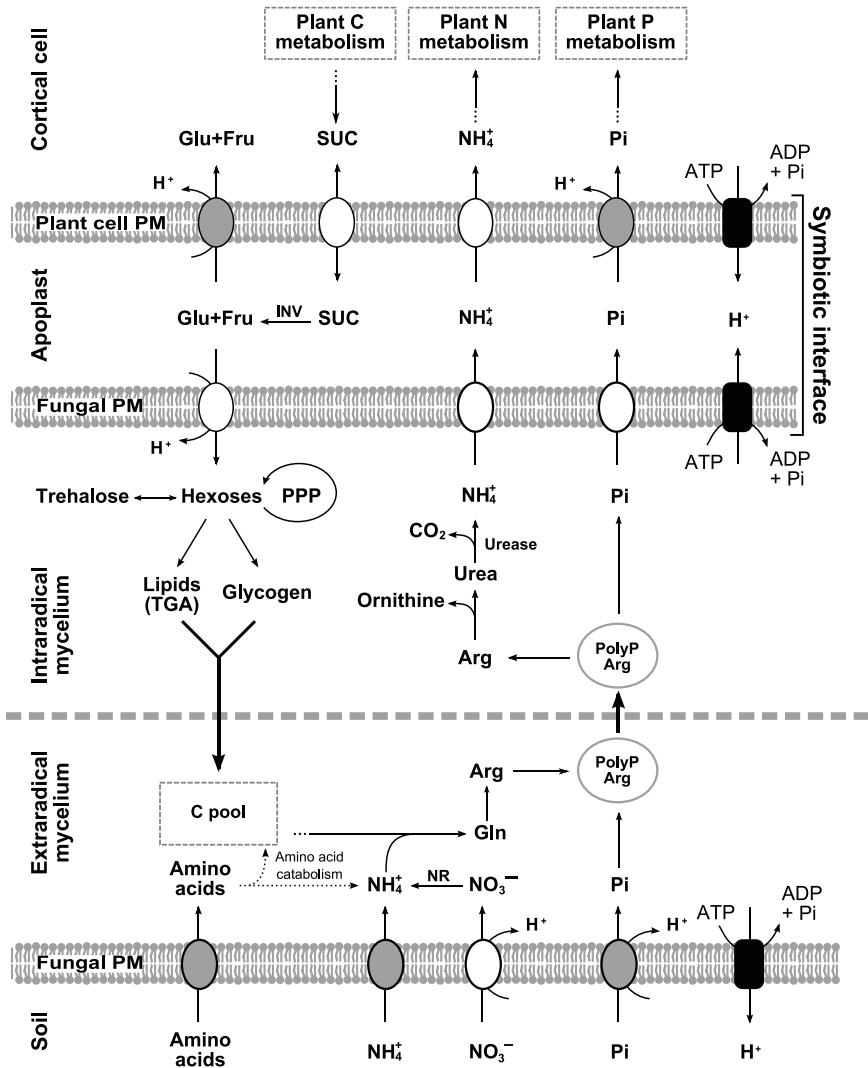 Plant C
metabolism
Plant N
metabolism
Plant P
metabolism
Cortical cell
Glu+Fru
SUC
NH₄⁺
Pi
ATP
ADP
+ Pi
H⁺
H⁺
Plant cell PM
Symbiotic interface
Apoplast
Glu+Fru
INV
SUC
NH₄⁺
Pi
H⁺
Fungal PM
H⁺
ATP
ADP
+ Pi
Trehalose
Hexoses
PPP
NH₄⁺
Pi
CO₂
Urease
Urea
Lipids
(TGA)
Glycogen
Ornithine
Intraradical
mycelium
Arg
PolyP
Arg
Extraradical
mycelium
Arg
PolyP
Arg
C pool
Gln
Amino acid
catabolism
Amino
acids
NH₄⁺
NR
NO₃⁻
Pi
H⁺
H⁺
ATP
ADP
+ Pi
Fungal PM
Soil
Amino
acids
NH₄⁺
NO₃⁻
Pi
H⁺